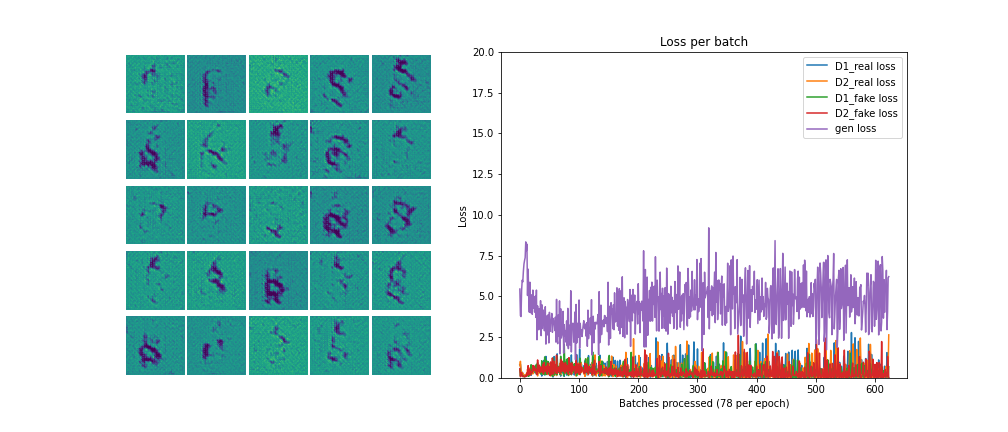 Loss per batch
20.0
17.5
15.0
12.5
10.0
7.5
5.0
2.5
0.0
Loss
D1_real loss
D2_real loss
D1_fake loss
D2_fake loss
gen loss
0 100 200 300 400 500 600
Batches processed (78 per epoch)